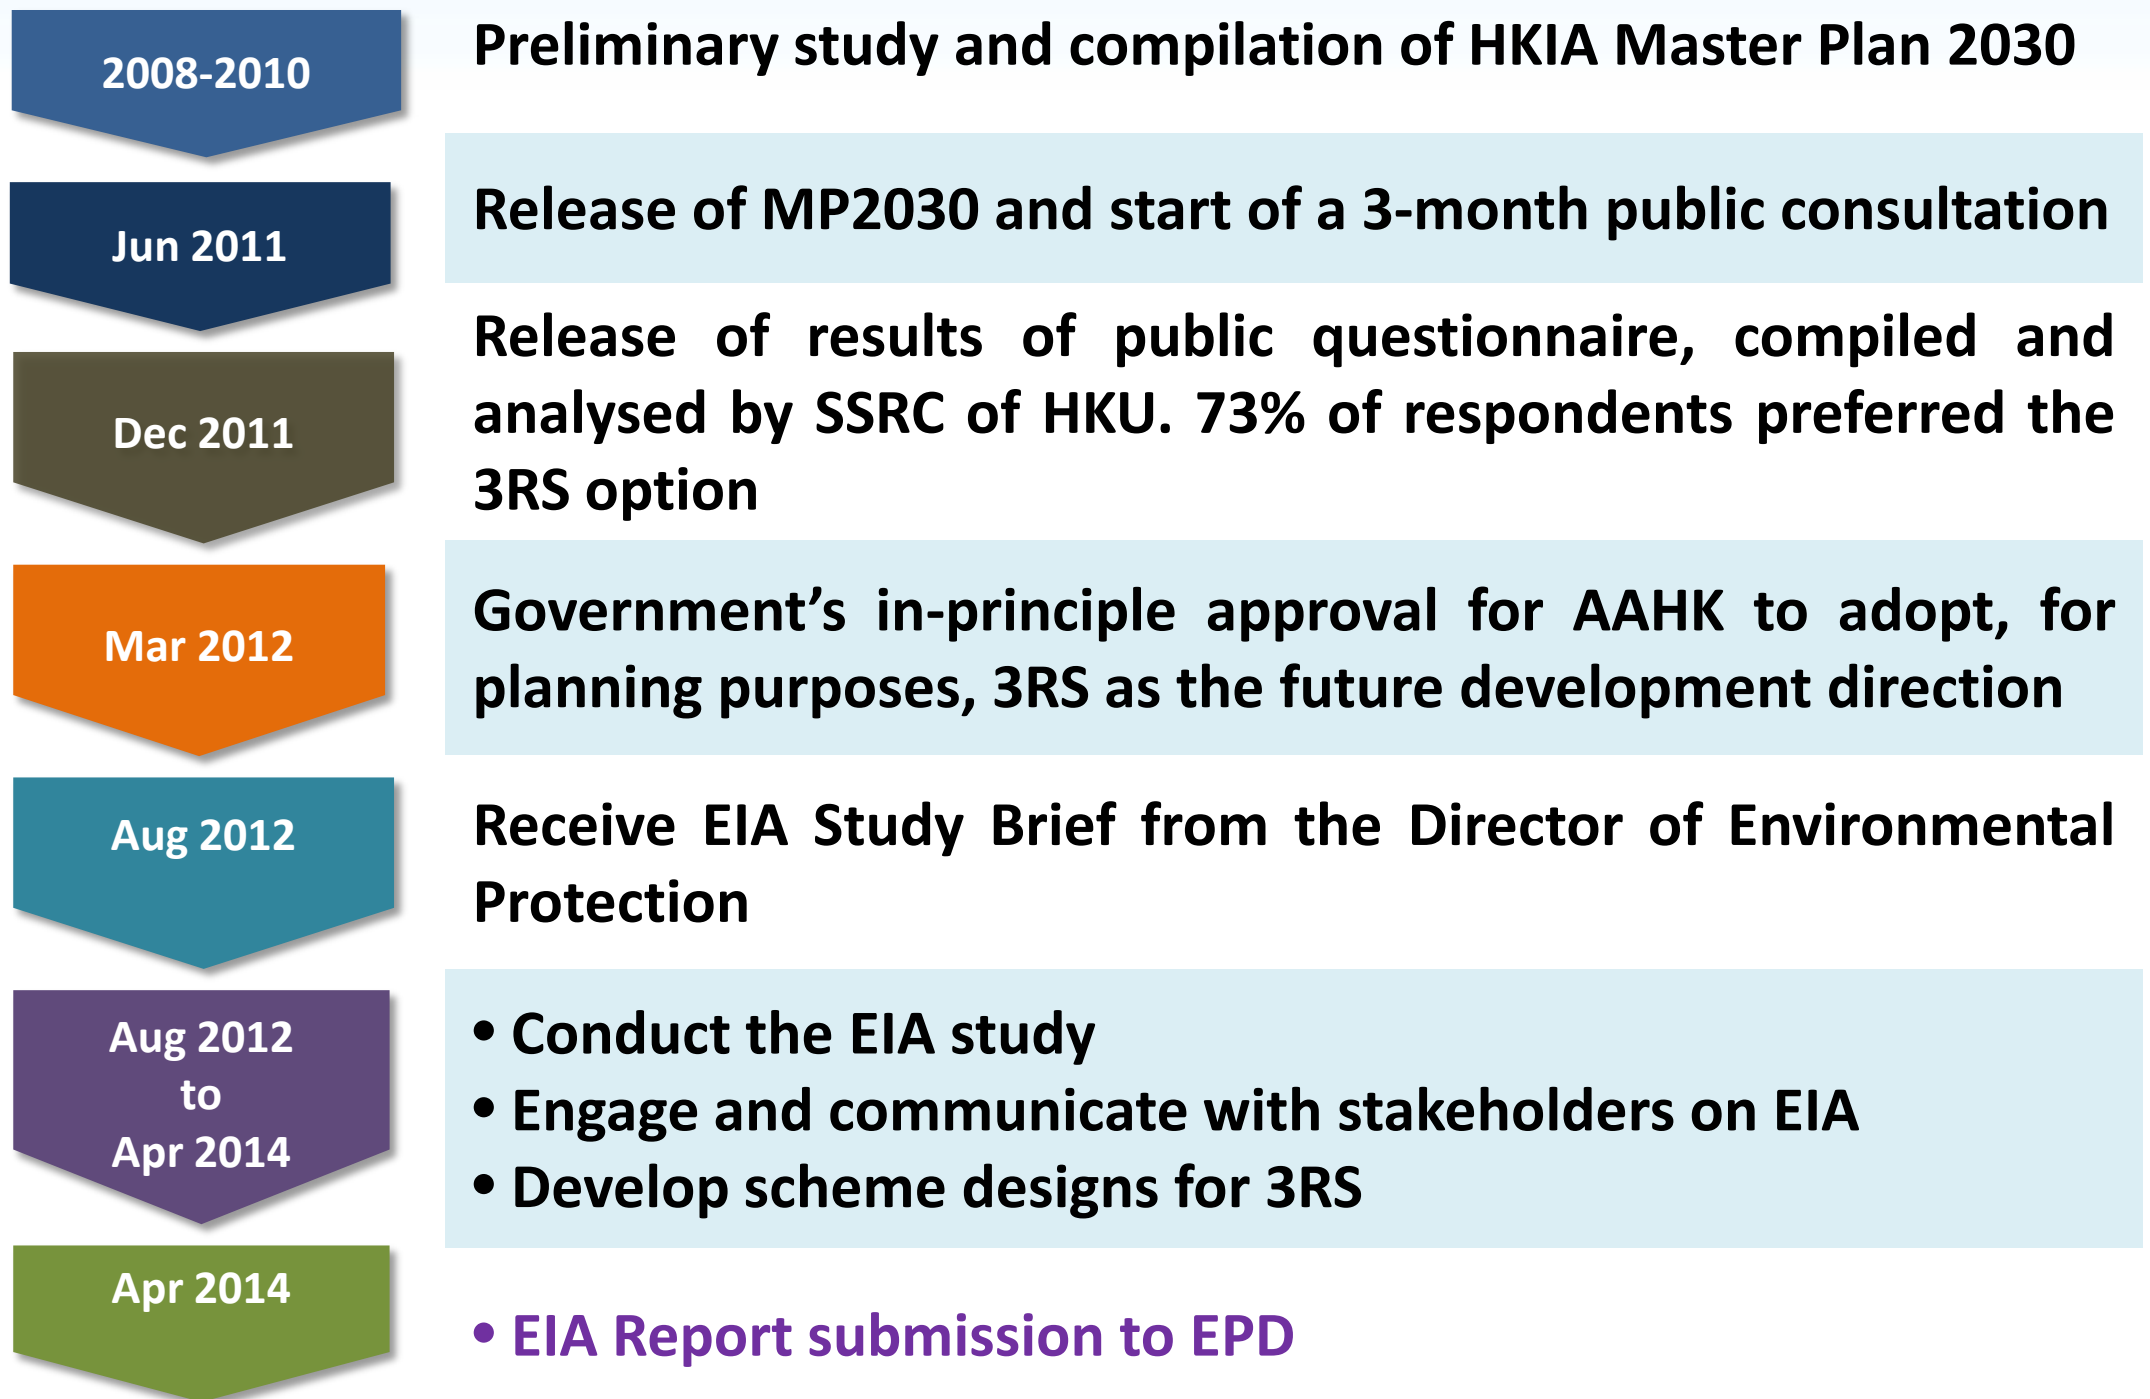 2008-2010
Preliminary study and compilation of HKIA Master Plan 2030
Jun 2011
Release of MP2030 and start of a 3-month public consultation
Dec 2011
Release of results of public questionnaire, compiled and
analysed by SSRC of HKU. 73% of respondents preferred the
3RS option
Mar 2012
Government’s in-principle approval for AAHK to adopt, for
planning purposes, 3RS as the future development direction
Aug 2012
Receive EIA Study Brief from the Director of Environmental
Protection
Aug 2012
to
Apr 2014
• Conduct the EIA study
• Engage and communicate with stakeholders on EIA
• Develop scheme designs for 3RS
Apr 2014
• EIA Report submission to EPD